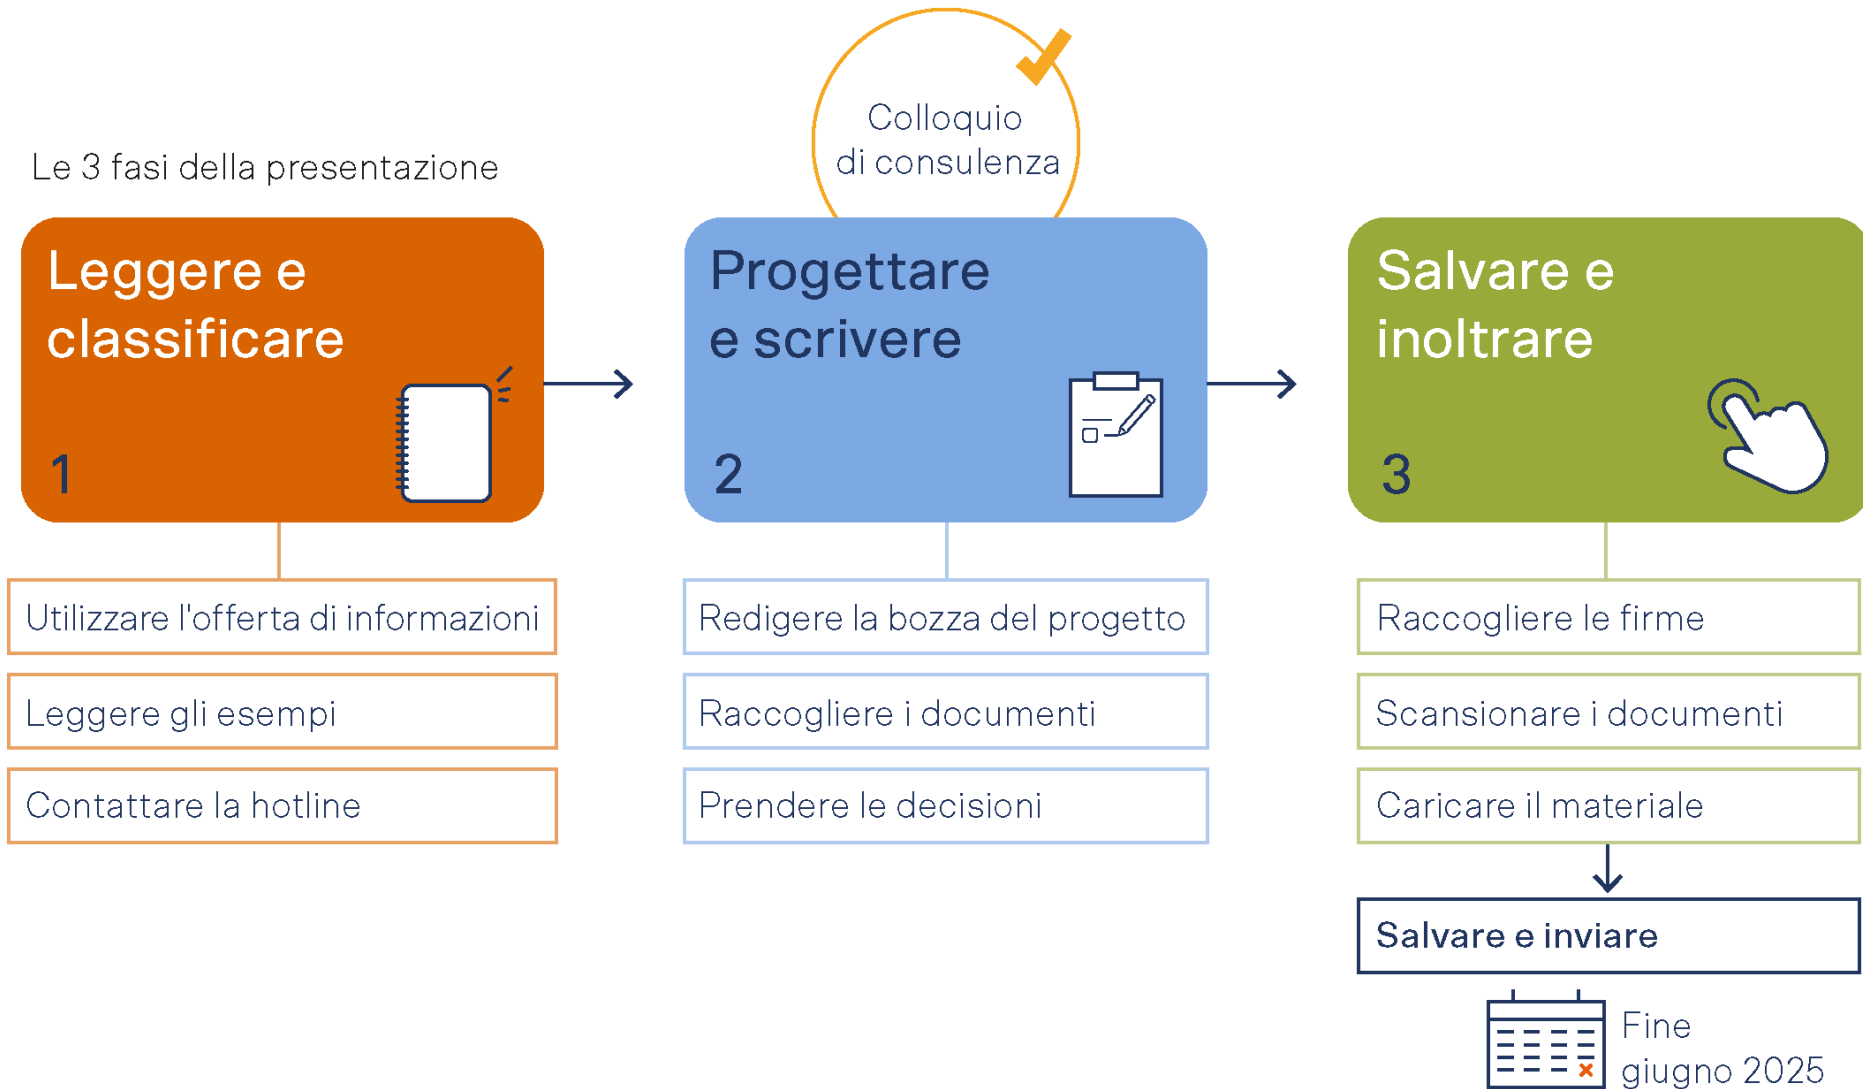 Le 3 fasi della presentazione
Leggere e
classificare
1
Utilizzare l'offerta di informazioni
Leggere gli esempi
Contattare la hotline
Colloquio
di consulenza
Progettare
e scrivere
2
Redigere la bozza del progetto
Raccogliere i documenti
Prendere le decisioni
Salvare e
inoltrare
3
Raccogliere le firme
Scansionare i documenti
Caricare il materiale
Salvare e inviare
Fine
giugno 2025